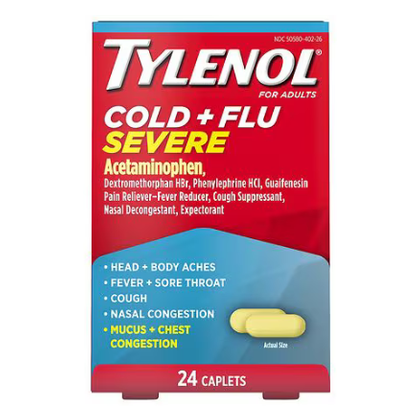 NDC 50580-402-26
TYLENOL®
FOR ADULTS
COLD + FLU
SEVERE
Acetaminophen,
Dextromethorphan HBr, Phenylephrine HCl, Guaifenesin
Pain Reliever–Fever Reducer, Cough Suppressant,
Nasal Decongestant, Expectorant
• HEAD + BODY ACHES
• FEVER + SORE THROAT
• COUGH
• NASAL CONGESTION
• MUCUS + CHEST
CONGESTION
Actual Size
24 CAPLETS